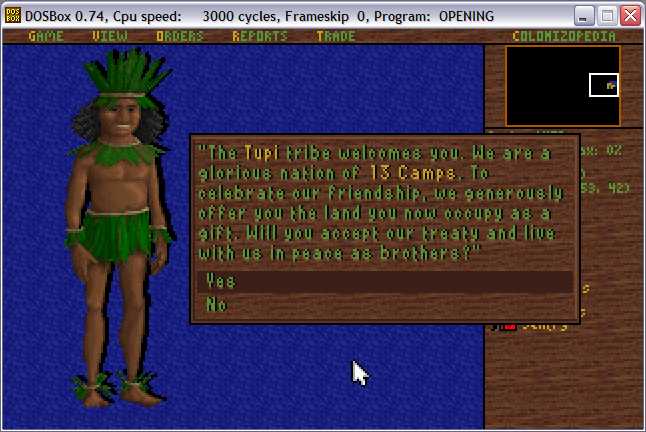 DOSBox 0.74, Cpu speed: 3000 cycles, Frameskip 0, Program: OPENING
GAME VIEW ORDERS REPORTS TRADE COLONIZOPEDIA
"The Tupi tribe welcomes you. We are a
glorious nation of 13 Camps. To
celebrate our friendship, we generously
offer you the land you now occupy as a
gift. Will you accept our treaty and live
with us in peace as brothers?"
Yes
No
0%
42)